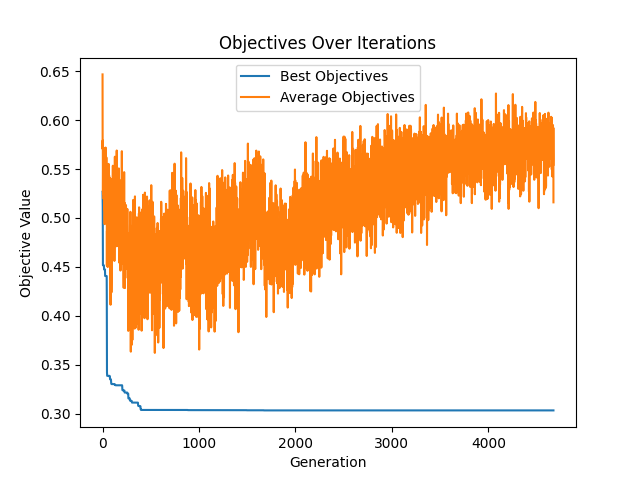 Objectives Over Iterations
Best Objectives
Average Objectives
0.65
0.60
0.55
0.50
0.45
0.40
0.35
0.30
Objective Value
0 1000 2000 3000 4000
Generation